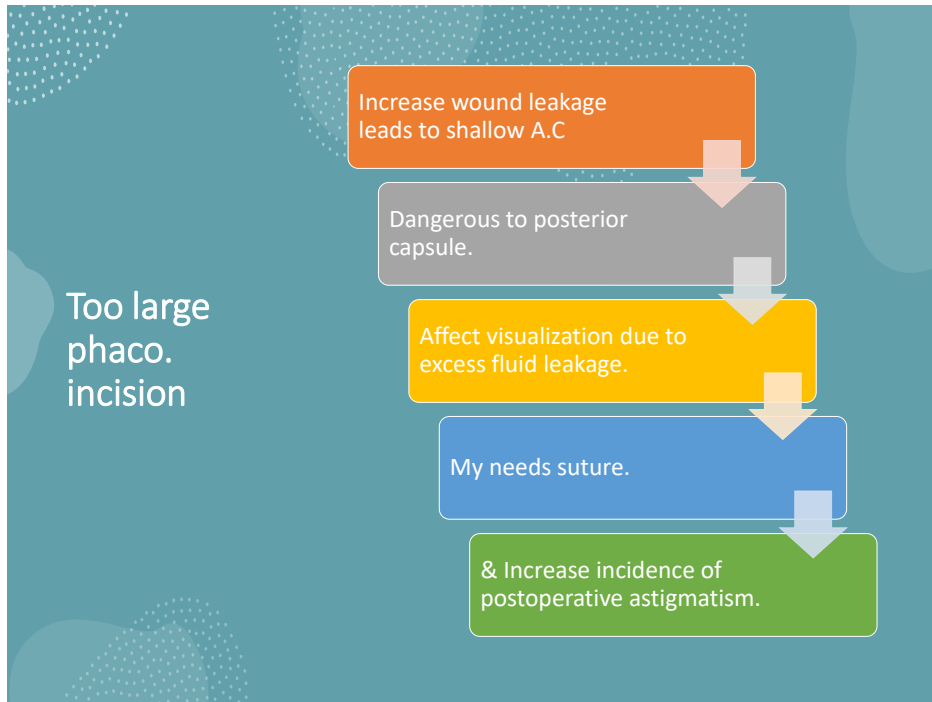 Too large
phaco.
incision
Increase wound leakage
leads to shallow A.C
Dangerous to posterior
capsule.
Affect visualization due to
excess fluid leakage.
My needs suture.
& Increase incidence of
postoperative astigmatism.